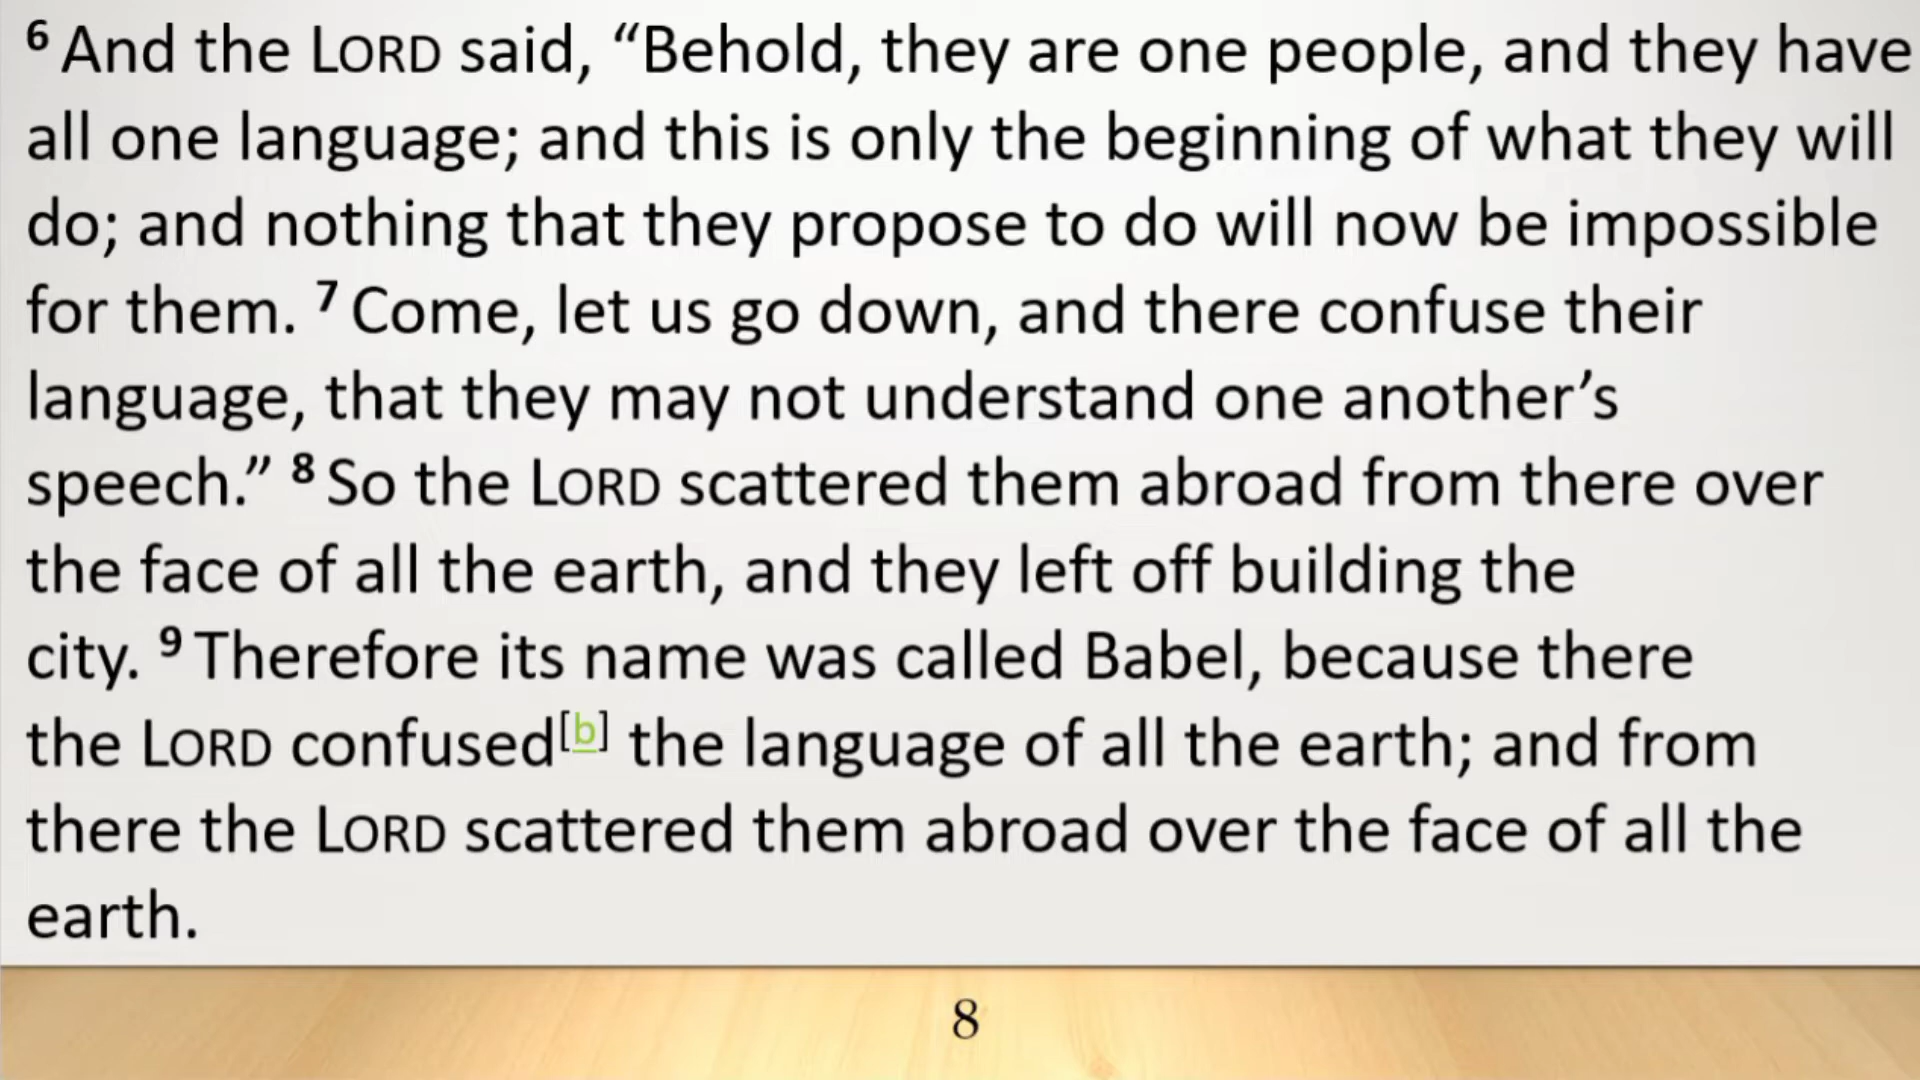 6 And the LORD said, “Behold, they are one people, and they have
all one language; and this is only the beginning of what they will
do; and nothing that they propose to do will now be impossible
for them. 7 Come, let us go down, and there confuse their
language, that they may not understand one another’s
speech.” 8 So the LORD scattered them abroad from there over
the face of all the earth, and they left off building the
city. 9 Therefore its name was called Babel, because there
the LORD confused[b] the language of all the earth; and from
there the LORD scattered them abroad over the face of all the
earth.
8